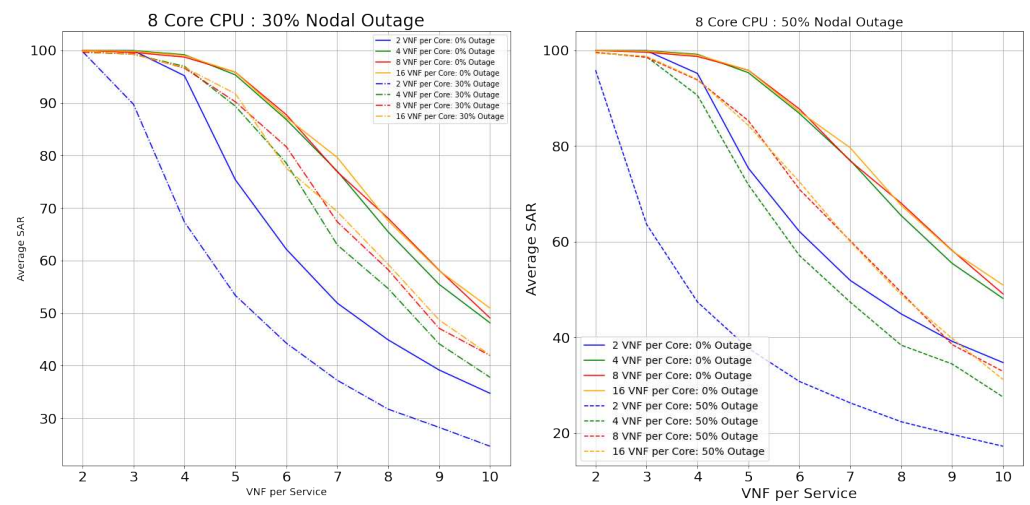 8 Core CPU : 30% Nodal Outage
100
90
80
70
60
50
40
30
Average SAR
2 VNF per Core: 0% Outage
4 VNF per Core: 0% Outage
8 VNF per Core: 0% Outage
16 VNF per Core: 0% Outage
2 VNF per Core: 30% Outage
4 VNF per Core: 30% Outage
8 VNF per Core: 30% Outage
16 VNF per Core: 30% Outage
2 3 4 5 6 7 8 9 10
VNF per Service
8 Core CPU : 50% Nodal Outage
100
80
60
40
20
Average SAR
2 VNF per Core: 0% Outage
4 VNF per Core: 0% Outage
8 VNF per Core: 0% Outage
16 VNF per Core: 0% Outage
2 VNF per Core: 50% Outage
4 VNF per Core: 50% Outage
8 VNF per Core: 50% Outage
16 VNF per Core: 50% Outage
2 3 4 5 6 7 8 9 10
VNF per Service